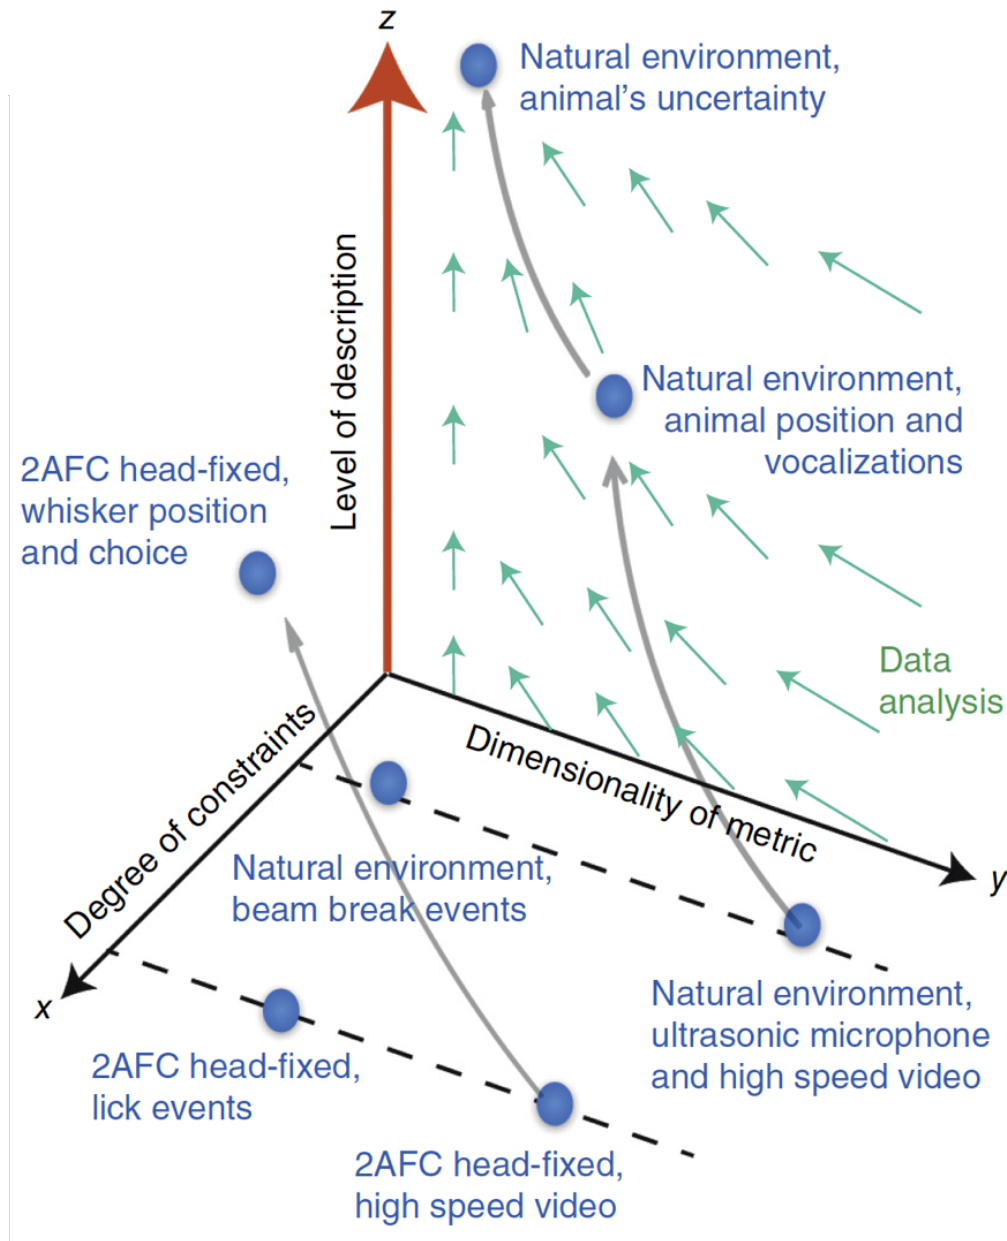 z
Natural environment,
animal's uncertainty
Level of description
Natural environment,
animal position and
vocalizations
2AFC head-fixed,
whisker position
and choice
Data
analysis
Degree of constraints
Dimensionality of metric
y
x
Natural environment,
beam break events
Natural environment,
ultrasonic microphone
and high speed video
2AFC head-fixed,
lick events
2AFC head-fixed,
high speed video